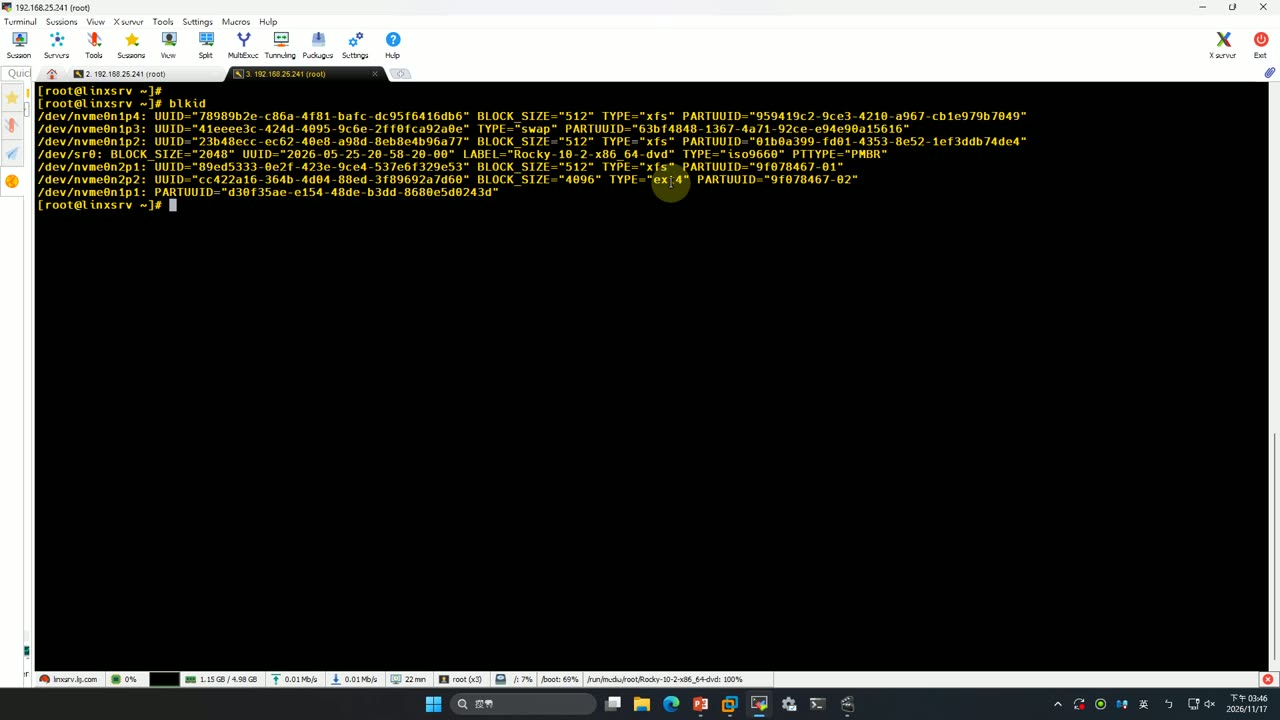 192.168.25.241 (root)
Terminal Sessions View X server Tools Settings Macros Help
Session Servers Tools Sessions View Split MultiExec Tunneling Packages Settings Help X server Exit
Quic 2. 192.168.25.241 (root) 3. 192.168.25.241 (root)
[root@linxsrv ~]#
[root@linxsrv ~]# blkid
/dev/nvme0n1p4: UUID="78989b2e-c86a-4f81-bafc-dc95f6416db6" BLOCK_SIZE="512" TYPE="xfs" PARTUUID="959419c2-9ce3-4210-a967-cb1e979b7049"
/dev/nvme0n1p3: UUID="41eeee3c-424d-4095-9c6e-2ff0fca92a0e" TYPE="swap" PARTUUID="63bf4848-1367-4a71-92ce-e94e90a15616"
/dev/nvme0n1p2: UUID="23b48ecc-ec62-40e8-a98d-8eb8e4b96a77" BLOCK_SIZE="512" TYPE="xfs" PARTUUID="01b0a399-fd01-4353-8e52-1ef3ddb74de4"
/dev/sr0: BLOCK_SIZE="2048" UUID="2026-05-25-20-58-20-00" LABEL="Rocky-10-2-x86_64-dvd" TYPE="iso9660" PTTYPE="PMBR"
/dev/nvme0n2p1: UUID="89ed5333-0e2f-423e-9ce4-537e6f329e53" BLOCK_SIZE="512" TYPE="xfs" PARTUUID="9f078467-01"
/dev/nvme0n2p2: UUID="cc422a16-364b-4d04-88ed-3f89692a7d60" BLOCK_SIZE="4096" TYPE="ext4" PARTUUID="9f078467-02"
/dev/nvme0n1p1: PARTUUID="d30f35ae-e154-48de-b3dd-8680e5d0243d"
[root@linxsrv ~]#
linxsrv.lij.com 0% 1.15 GB / 4.98 GB 0.01 Mb/s 0.01 Mb/s 22 min root (x3) /: 7% /boot: 69% /run/media/root/Rocky-10-2-x86_64-dvd: 100%
搜尋 英 下午 03:46
2026/11/17